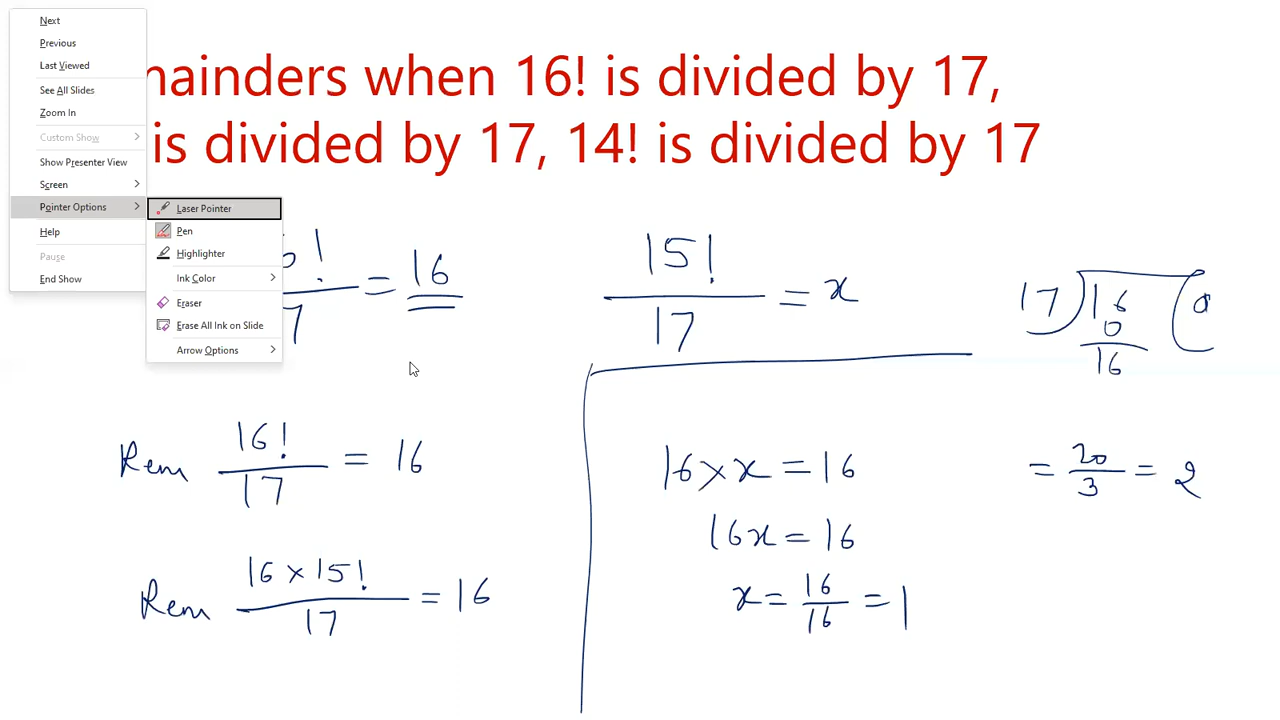 Next
Previous
Last Viewed
See All Slides
Zoom In
Custom Show
Show Presenter View
Screen
Pointer Options
Help
Pause
End Show
Laser Pointer
Pen
Highlighter
Ink Color
Eraser
Erase All Ink on Slide
Arrow Options
mainders when 16! is divided by 17,
is divided by 17, 14! is divided by 17
6! / 7 = 16
15! / 17 = x
17 ) 16 ( 0
0
16
Rem 16! / 17 = 16
16 × x = 16
= 20 / 3 = 2
16x = 16
Rem 16 × 15! / 17 = 16
x = 16 / 16 = 1